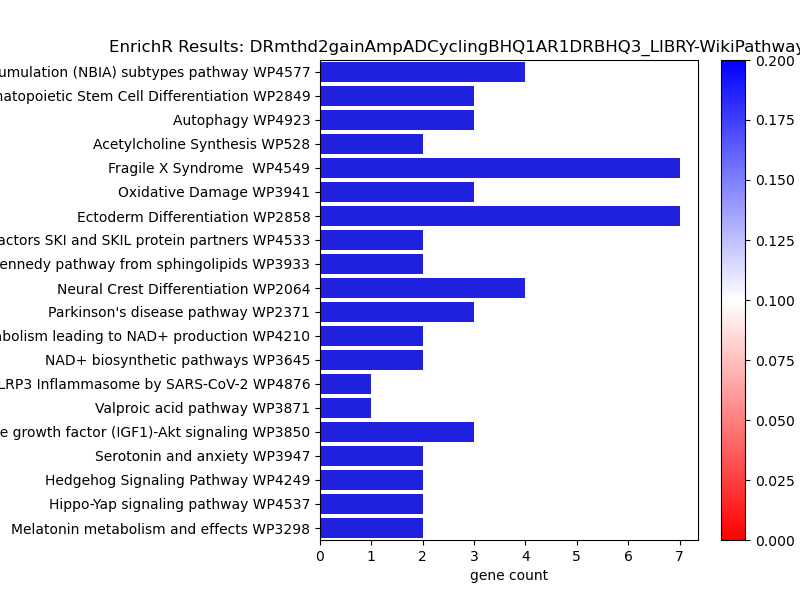 EnrichR Results: DRmthd2gainAmpADCyclingBHQ1AR1DRBHQ3_LIBRY-WikiPathway
umulation (NBIA) subtypes pathway WP4577
natopoietic Stem Cell Differentiation WP2849
Autophagy WP4923
Acetylcholine Synthesis WP528
Fragile X Syndrome  WP4549
Oxidative Damage WP3941
Ectoderm Differentiation WP2858
actors SKI and SKIL protein partners WP4533
ennedy pathway from sphingolipids WP3933
Neural Crest Differentiation WP2064
Parkinson's disease pathway WP2371
abolism leading to NAD+ production WP4210
NAD+ biosynthetic pathways WP3645
LRP3 Inflammasome by SARS-CoV-2 WP4876
Valproic acid pathway WP3871
e growth factor (IGF1)-Akt signaling WP3850
Serotonin and anxiety WP3947
Hedgehog Signaling Pathway WP4249
Hippo-Yap signaling pathway WP4537
Melatonin metabolism and effects WP3298
0 1 2 3 4 5 6 7
gene count
0.200
0.175
0.150
0.125
0.100
0.075
0.050
0.025
0.000